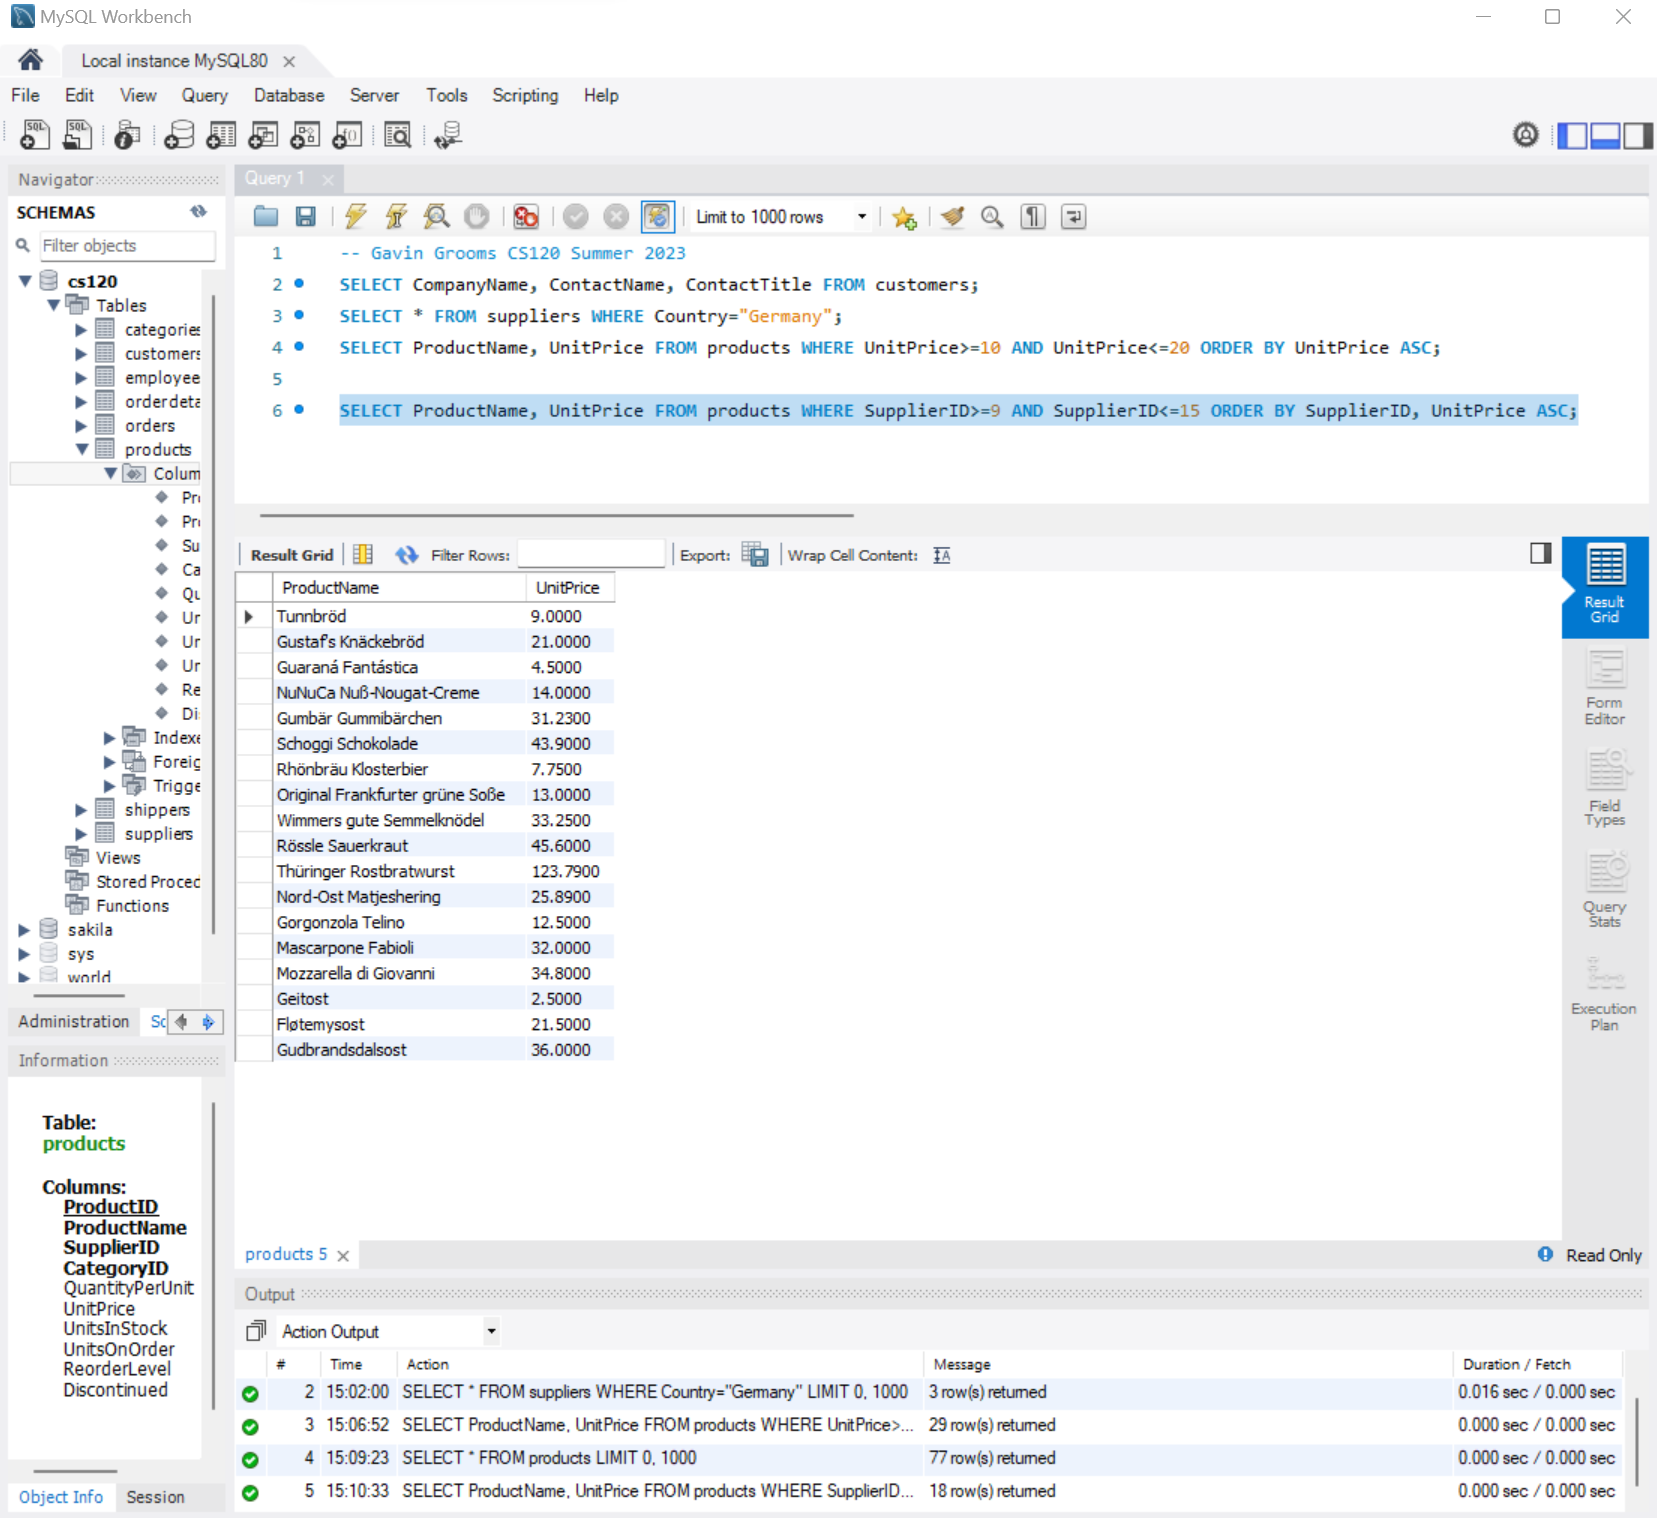 MySQL Workbench
Local instance MySQL80
File Edit View Query Database Server Tools Scripting Help
Navigator
SCHEMAS
Filter objects
cs120
Tables
categories
customers
employee
orderdeta
orders
products
Colum
Pro
Pro
Su
Ca
Qu
Un
Un
Un
Re
Di
Indexe
Foreig
Trigge
shippers
suppliers
Views
Stored Proced
Functions
sakila
sys
world
Administration Sc
Information
Table:
products
Columns:
ProductID
ProductName
SupplierID
CategoryID
QuantityPerUnit
UnitPrice
UnitsInStock
UnitsOnOrder
ReorderLevel
Discontinued
Object Info Session
Query 1
Limit to 1000 rows
1 -- Gavin Grooms CS120 Summer 2023
2 SELECT CompanyName, ContactName, ContactTitle FROM customers;
3 SELECT * FROM suppliers WHERE Country="Germany";
4 SELECT ProductName, UnitPrice FROM products WHERE UnitPrice>=10 AND UnitPrice<=20 ORDER BY UnitPrice ASC;
5
6 SELECT ProductName, UnitPrice FROM products WHERE SupplierID>=9 AND SupplierID<=15 ORDER BY SupplierID, UnitPrice ASC;
Result Grid Filter Rows: Export: Wrap Cell Content:
ProductName UnitPrice
Tunnbröd 9.0000
Gustaf's Knäckebröd 21.0000
Guaraná Fantástica 4.5000
NuNuCa Nuß-Nougat-Creme 14.0000
Gumbär Gummibärchen 31.2300
Schoggi Schokolade 43.9000
Rhönbräu Klosterbier 7.7500
Original Frankfurter grüne Soße 13.0000
Wimmers gute Semmelknödel 33.2500
Rössle Sauerkraut 45.6000
Thüringer Rostbratwurst 123.7900
Nord-Ost Matjeshering 25.8900
Gorgonzola Telino 12.5000
Mascarpone Fabioli 32.0000
Mozzarella di Giovanni 34.8000
Geitost 2.5000
Fløtemysost 21.5000
Gudbrandsdalsost 36.0000
Result
Grid
Form
Editor
Field
Types
Query
Stats
Execution
Plan
products 5
Read Only
Output
Action Output
# Time Action Message Duration / Fetch
2 15:02:00 SELECT * FROM suppliers WHERE Country="Germany" LIMIT 0, 1000 3 row(s) returned 0.016 sec / 0.000 sec
3 15:06:52 SELECT ProductName, UnitPrice FROM products WHERE UnitPrice>... 29 row(s) returned 0.000 sec / 0.000 sec
4 15:09:23 SELECT * FROM products LIMIT 0, 1000 77 row(s) returned 0.000 sec / 0.000 sec
5 15:10:33 SELECT ProductName, UnitPrice FROM products WHERE SupplierID... 18 row(s) returned 0.000 sec / 0.000 sec